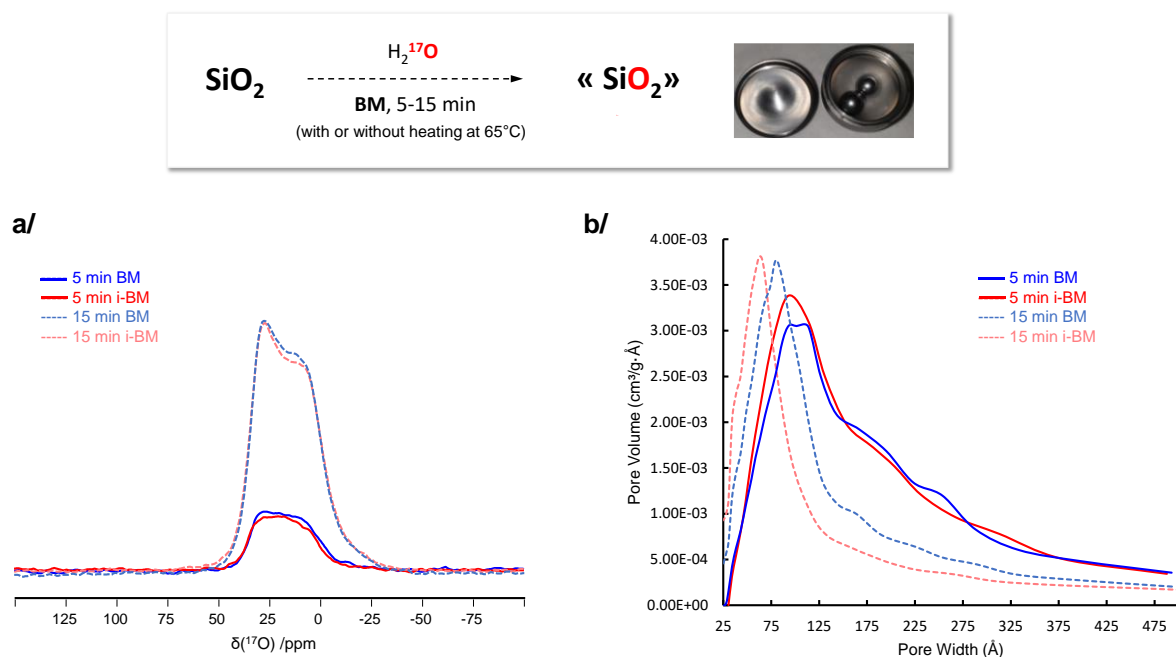 H₂¹⁷O
SiO₂
« SiO₂»
BM, 5-15 min
(with or without heating at 65°C)
a/
b/
5 min BM
5 min i-BM
15 min BM
15 min i-BM
125 75 50 25 0 -25 -50 -75
δ(¹⁷O) /ppm
4.00E-03
3.50E-03
3.00E-03
2.50E-03
2.00E-03
1.50E-03
1.00E-03
5.00E-04
0.00E+00
Pore Volume (cm³/g·Å)
5 min BM
5 min i-BM
15 min BM
15 min i-BM
25 75 125 175 225 275 325 375 425 475
Pore Width (Å)